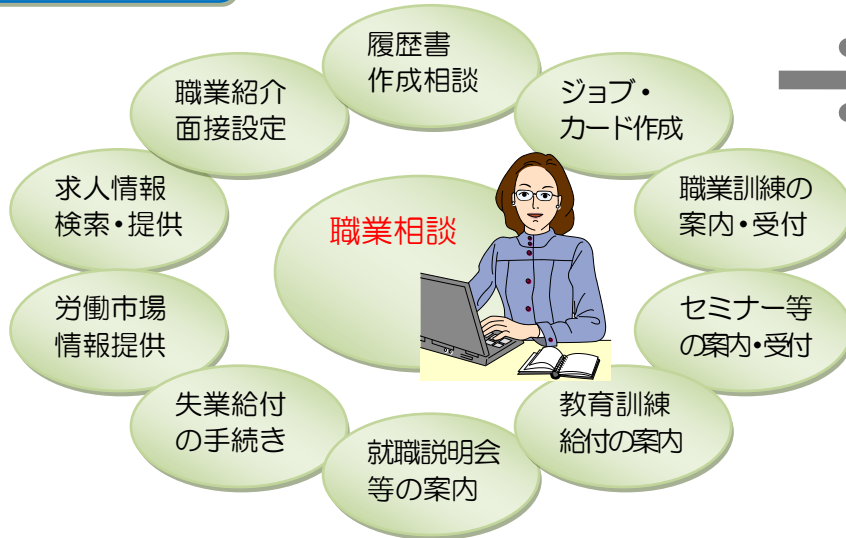 履歴書
作成相談
ジョブ・
カード作成
職業訓練の
案内・受付
セミナー等
の案内・受付
教育訓練
給付の案内
就職説明会
等の案内
失業給付
の手続き
労働市場
情報提供
求人情報
検索・提供
職業紹介
面接設定
職業相談